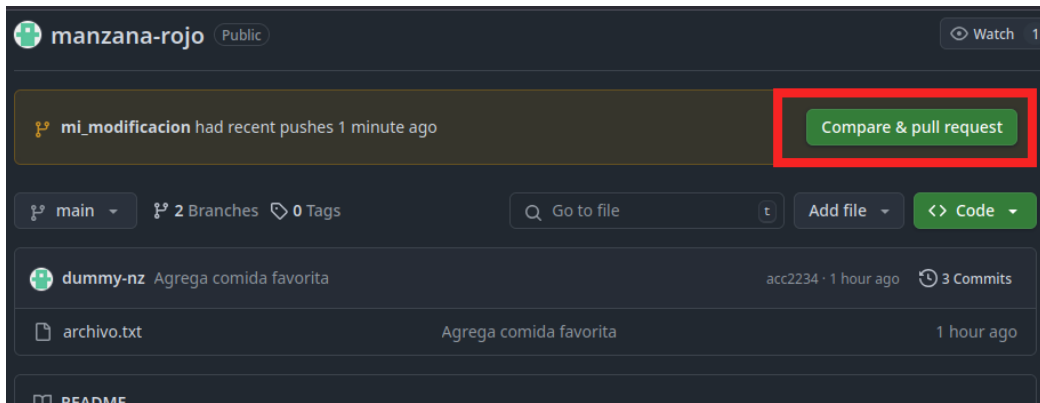 manzana-rojo Public Watch 1
mi_modificacion had recent pushes 1 minute ago Compare & pull request
main 2 Branches 0 Tags Go to file t Add file Code
dummy-nz Agrega comida favorita acc2234 · 1 hour ago 3 Commits
archivo.txt Agrega comida favorita 1 hour ago
README